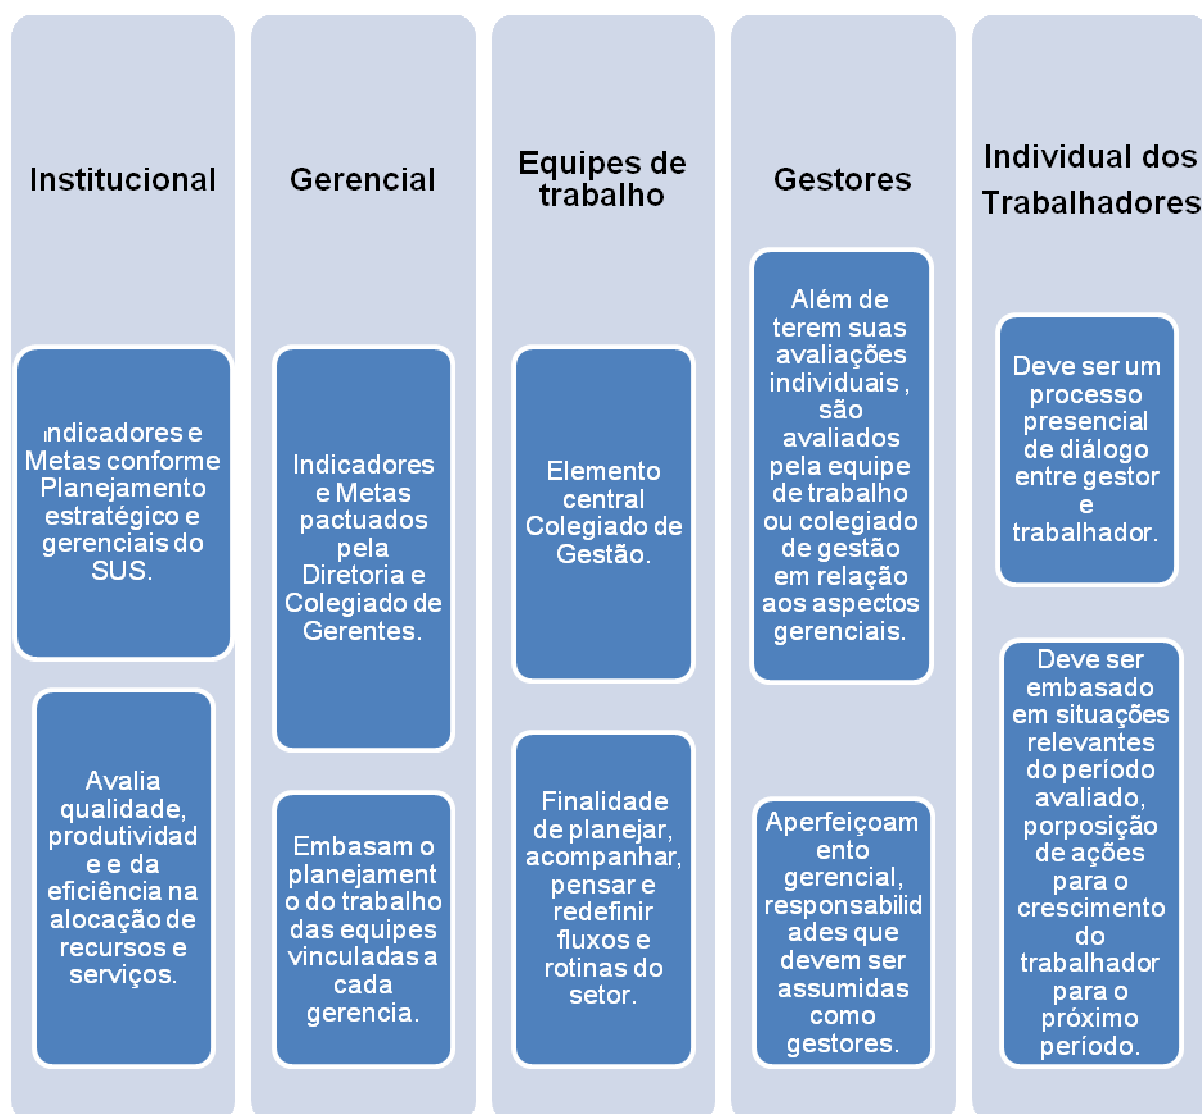 Institucional
ındicadores e
Metas conforme
Planejamento
estratégico e
gerenciais do
SUS.
Avalia
qualidade,
produtividad
e e da
eficiência na
alocação de
recursos e
serviços.
Gerencial
Indicadores
e Metas
pactuados
pela
Diretoria e
Colegiado de
Gerentes.
Embasam o
planejament
o do trabalho
das equipes
vinculadas a
cada
gerencia.
Equipes de
trabalho
Elemento
central
Colegiado de
Gestão.
Finalidade
de planejar,
acompanhar,
pensar e
redefinir
fluxos e
rotinas do
setor.
Gestores
Além de
terem suas
avaliações
individuais ,
são
avaliados
pela equipe
de trabalho
ou colegiado
de gestão
em relação
aos aspectos
gerenciais.
Aperfeiçoam
ento
gerencial,
responsabilid
ades que
devem ser
assumidas
como
gestores.
Individual dos
Trabalhadores
Deve ser um
processo
presencial
de diálogo
entre gestor
e
trabalhador.
Deve ser
embasado
em situações
relevantes
do período
avaliado,
porposição
de ações
para o
crescimento
do
trabalhador
para o
próximo
período.